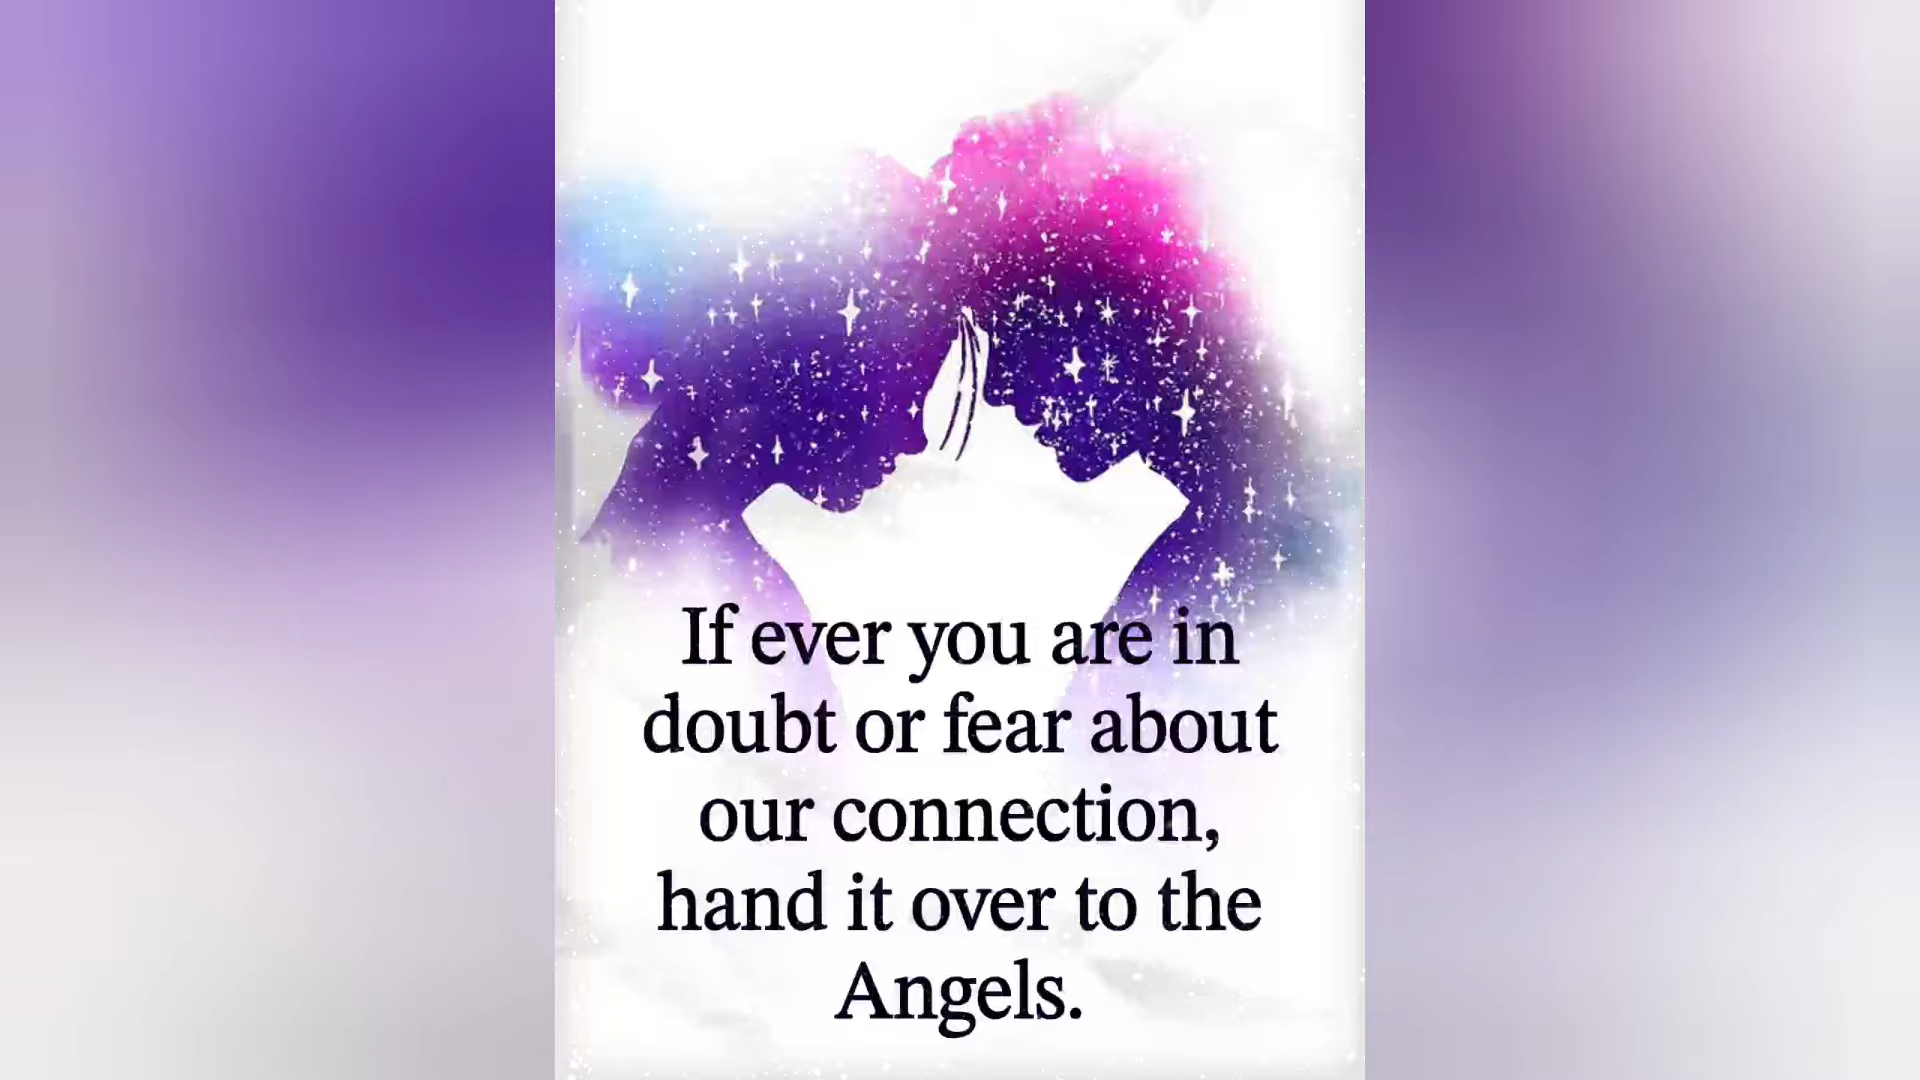 If ever you are in
doubt or fear about
our connection,
hand it over to the
Angels.